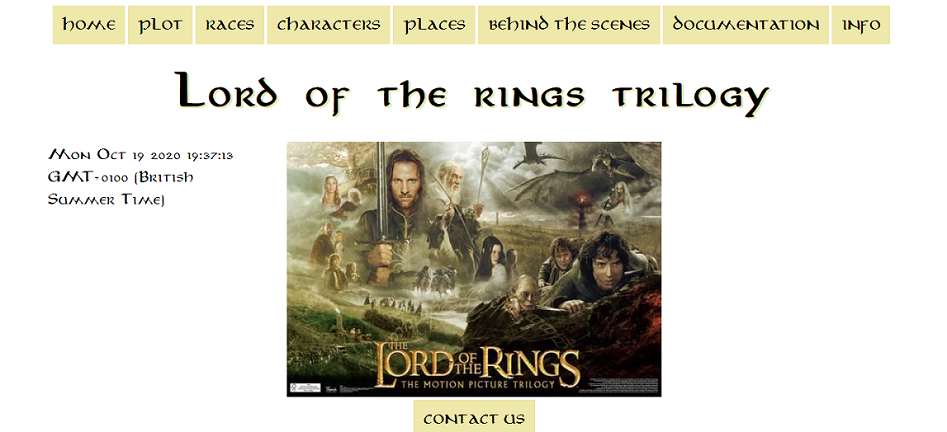 home plot races characters places behind the scenes documentation info
Lord of the rings trilogy
Mon Oct 19 2020 19:37:13
GMT+0100 (British
Summer Time)
THE
LORD OF THE RINGS
THE MOTION PICTURE TRILOGY
contact us